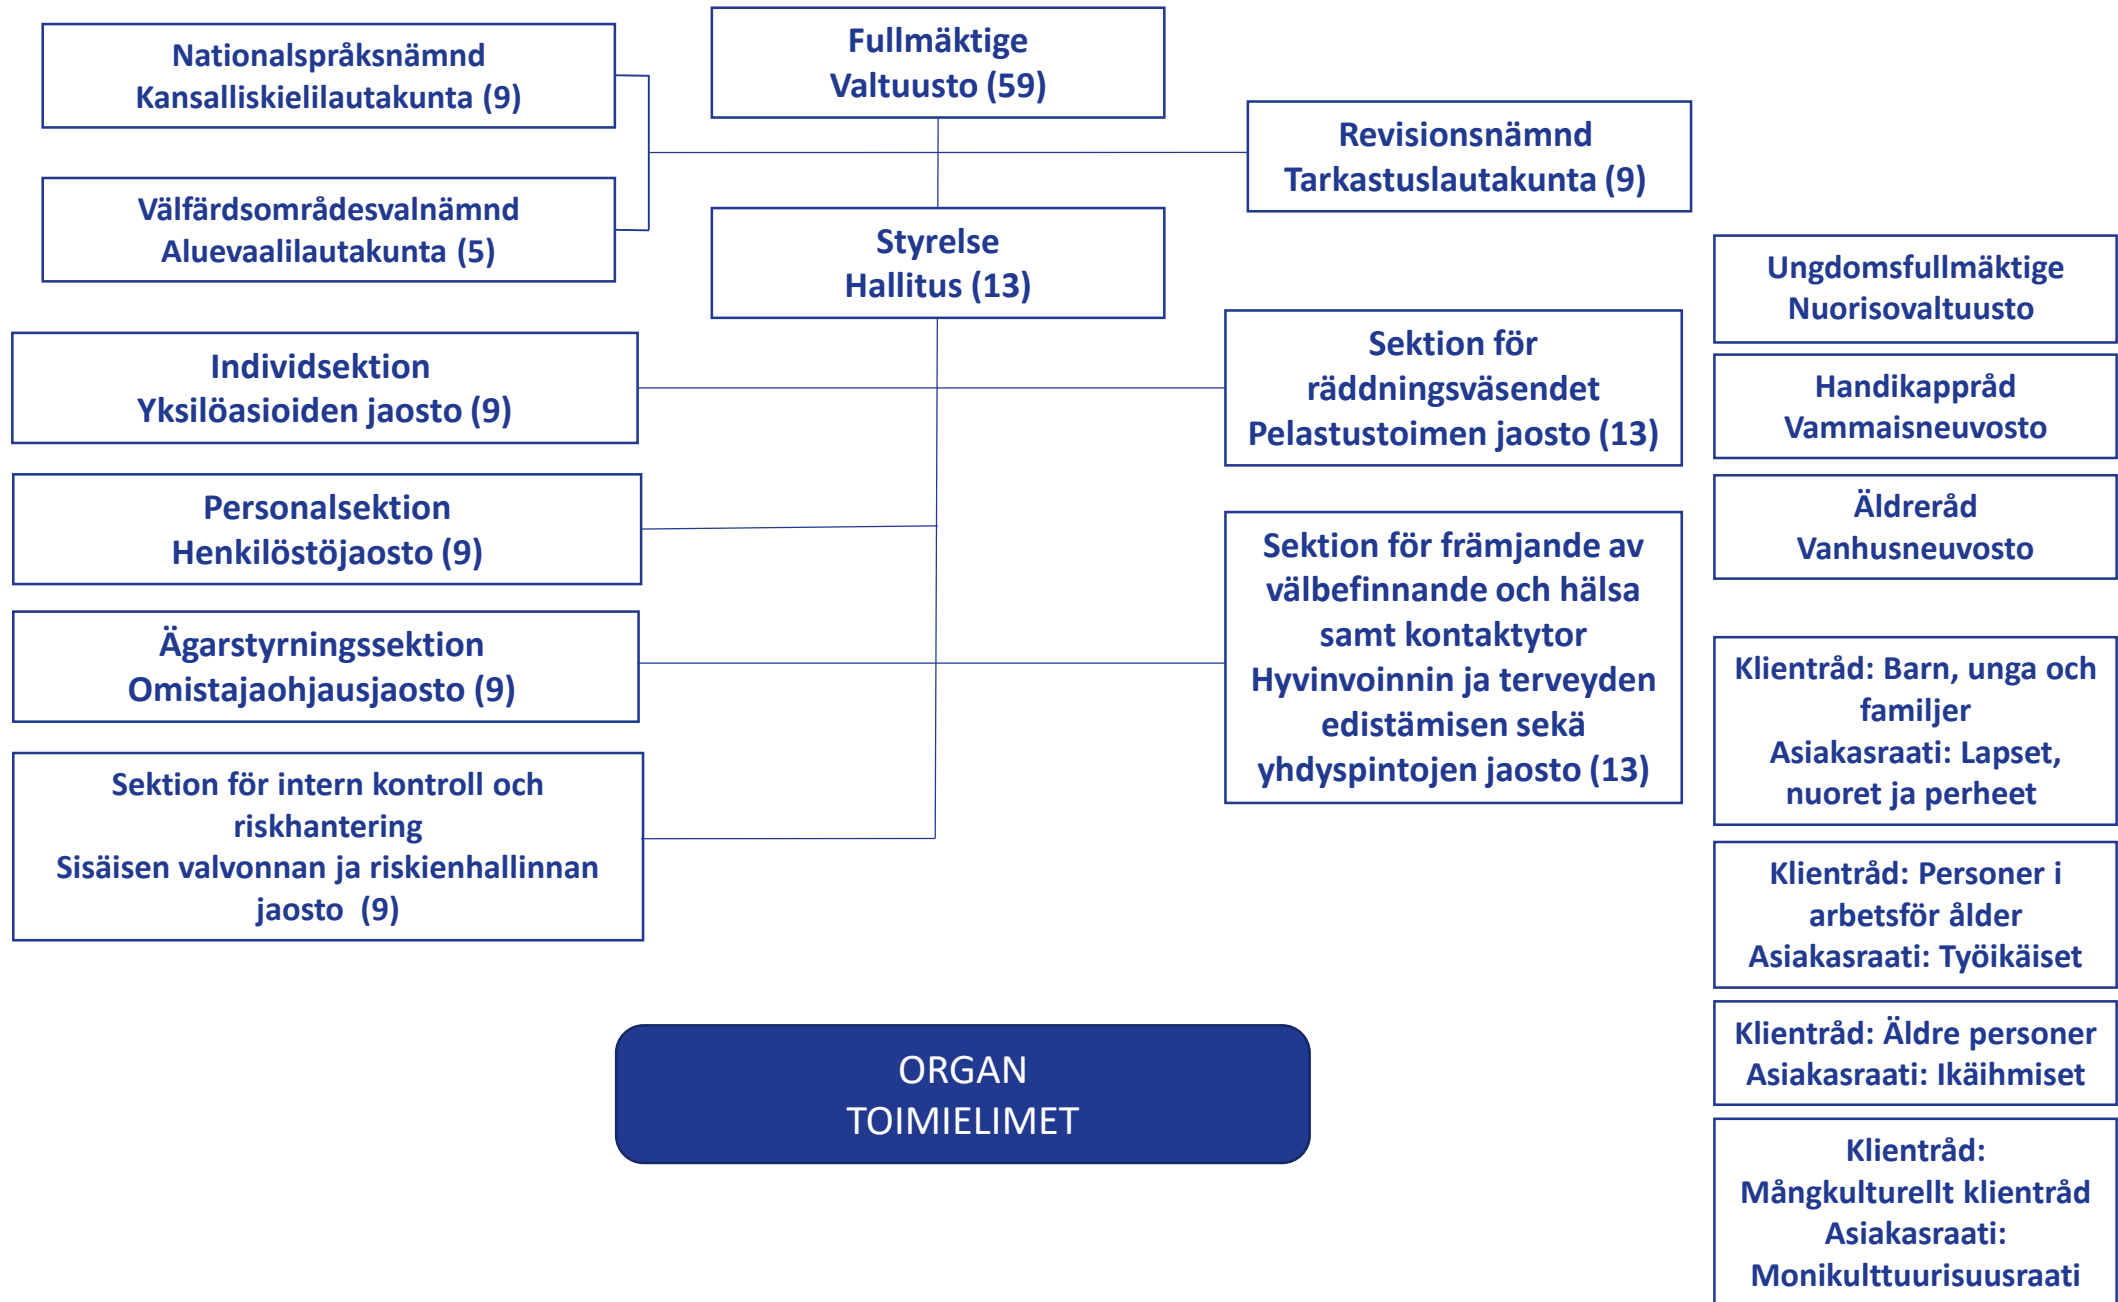 Nationalspråksnämnd
Kansalliskielilautakunta (9)
Fullmäktige
Valtuusto (59)
Revisionsnämnd
Tarkastuslautakunta (9)
Välfärdsområdesvalnämnd
Aluevaalilautakunta (5)
Styrelse
Hallitus (13)
Individsektion
Yksilöasioiden jaosto (9)
Sektion för
räddningsväsendet
Pelastustoimen jaosto (13)
Personalsektion
Henkilöstöjaosto (9)
Sektion för främjande av
välbefinnande och hälsa
samt kontaktytor
Hyvinvoinnin ja terveyden
edistämisen sekä
yhdyspintojen jaosto (13)
Ägarstyrningssektion
Omistajaohjausjaosto (9)
Sektion för intern kontroll och
riskhantering
Sisäisen valvonnan ja riskienhallinnan
jaosto  (9)
Ungdomsfullmäktige
Nuorisovaltuusto
Handikappråd
Vammaisneuvosto
Äldreråd
Vanhusneuvosto
Klientråd: Barn, unga och
familjer
Asiakasraati: Lapset,
nuoret ja perheet
Klientråd: Personer i
arbetsför ålder
Asiakasraati: Työikäiset
Klientråd: Äldre personer
Asiakasraati: Ikäihmiset
Klientråd:
Mångkulturellt klientråd
Asiakasraati:
Monikulttuurisuusraati
ORGAN
TOIMIELIMET